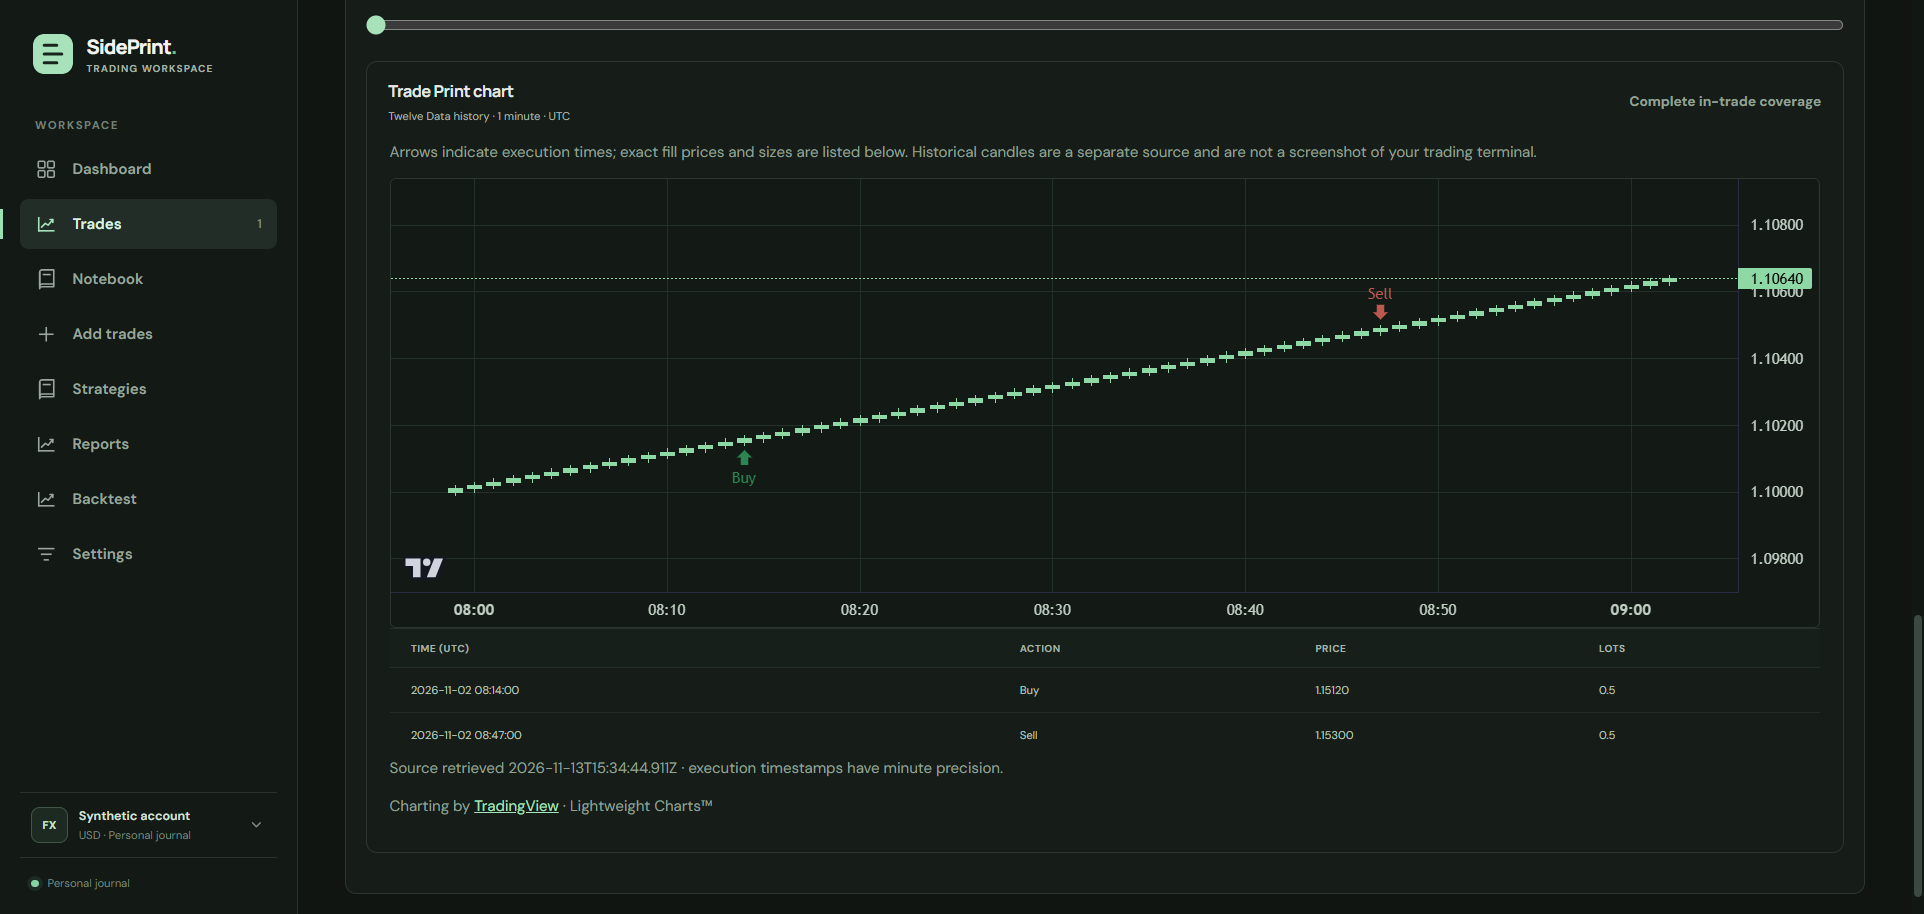 SidePrint.
TRADING WORKSPACE
WORKSPACE
Dashboard
Trades 1
Notebook
Add trades
Strategies
Reports
Backtest
Settings
FX
Synthetic account
USD · Personal journal
Personal journal
Trade Print chart
Twelve Data history · 1 minute · UTC
Complete in-trade coverage
Arrows indicate execution times; exact fill prices and sizes are listed below. Historical candles are a separate source and are not a screenshot of your trading terminal.
1.10800
1.10640
1.10600
1.10400
1.10200
1.10000
1.09800
Sell
Buy
08:00 08:10 08:20 08:30 08:40 08:50 09:00
TIME (UTC) ACTION PRICE LOTS
2026-11-02 08:14:00 Buy 1.15120 0.5
2026-11-02 08:47:00 Sell 1.15300 0.5
Source retrieved 2026-11-13T15:34:44.911Z · execution timestamps have minute precision.
Charting by TradingView · Lightweight Charts™